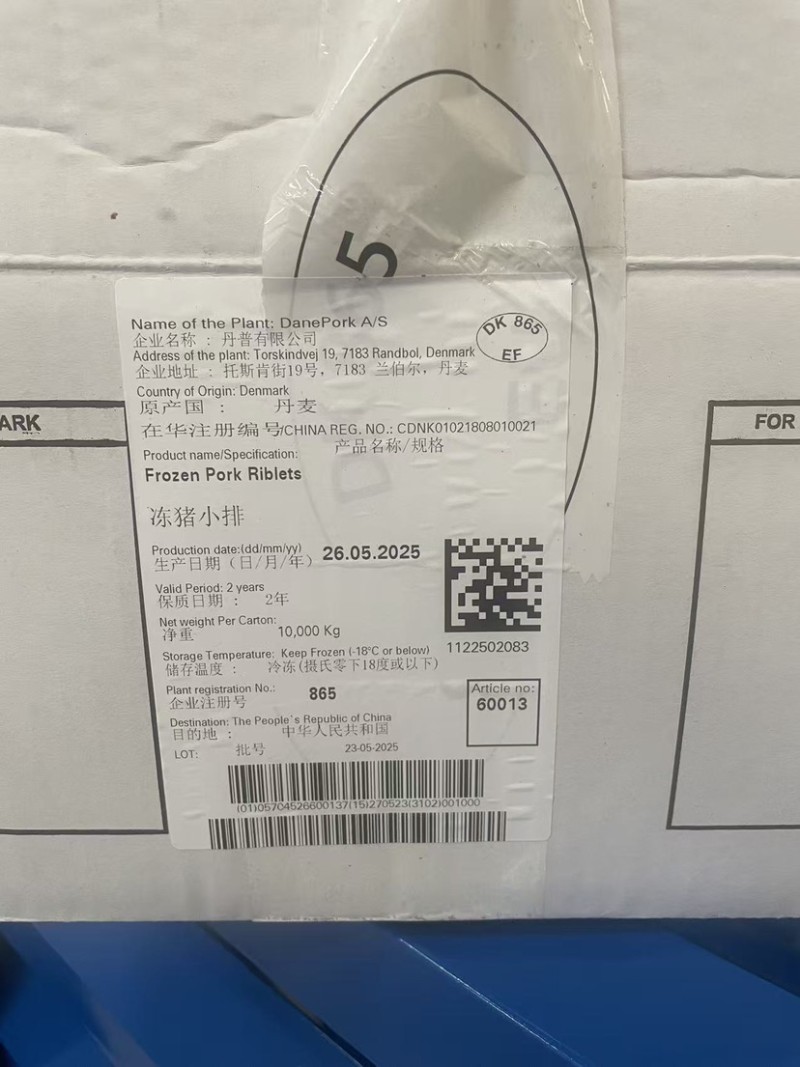 5
Name of the Plant: DanePork A/S
企业名称 : 丹普有限公司
DK 865
EF
Address of the plant: Torskindvej 19, 7183 Randbol, Denmark
企业地址 : 托斯肯街19号, 7183 兰伯尔, 丹麦
Country of Origin: Denmark
原产国 : 丹麦
在华注册编号/CHINA REG. NO.: CDNK01021808010021
Product name/Specification: 产品名称/规格
Frozen Pork Riblets
冻猪小排
Production date:(dd/mm/yy) 26.05.2025
生产日期（日/月/年）
Valid Period: 2 years
保质日期 : 2年
Net weight Per Carton:
净重 10,000 Kg
1122502083
Storage Temperature: Keep Frozen (-18°C or below)
储存温度 : 冷冻(摄氏零下18度或以下)
Plant registration No.: 865
企业注册号
Article no:
60013
Destination: The People's Republic of China
目的地 : 中华人民共和国
LOT: 批号 23-05-2025
(01)05704526600137(15)270523(3102)001000
ARK
FOR